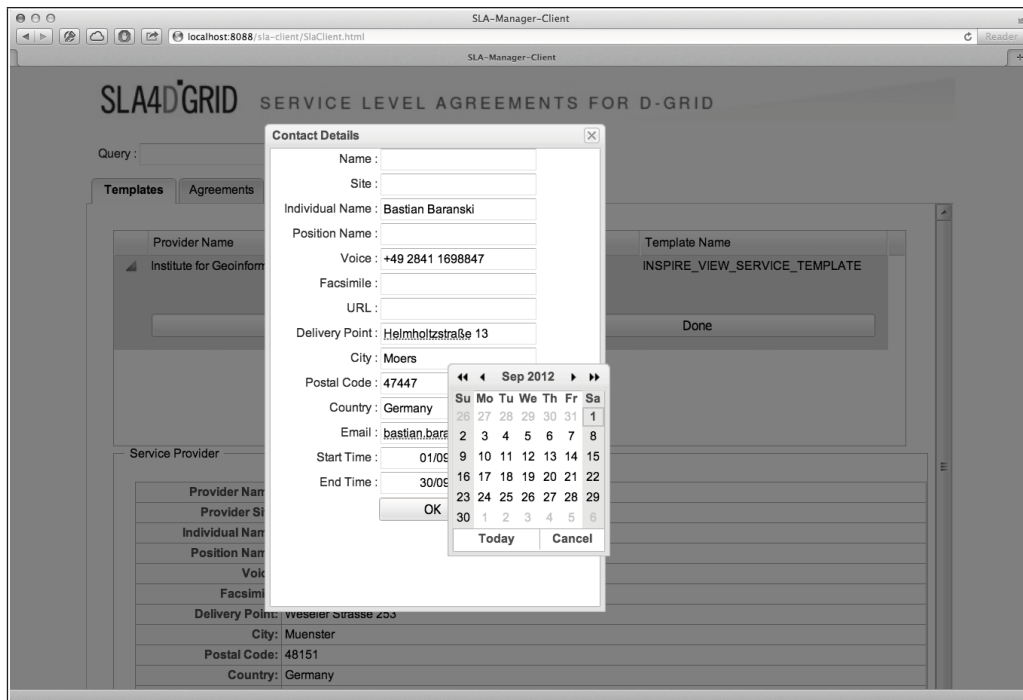 SLA-Manager-Client
localhost:8088/sla-client/SlaClient.html
Reader
SLA-Manager-Client
SLA4D'GRID SERVICE LEVEL AGREEMENTS FOR D-GRID
Query :
Templates Agreements
Provider Name Template Name
Institute for Geoinform INSPIRE_VIEW_SERVICE_TEMPLATE
Done
Contact Details
Name :
Site :
Individual Name : Bastian Baranski
Position Name :
Voice : +49 2841 1698847
Facsimile :
URL :
Delivery Point : Helmholtzstraße 13
City : Moers
Postal Code : 47447
Country : Germany
Email : bastian.bara
Start Time : 01/09
End Time : 30/09
OK
Sep 2012
Su Mo Tu We Th Fr Sa
26 27 28 29 30 31 1
2 3 4 5 6 7 8
9 10 11 12 13 14 15
16 17 18 19 20 21 22
23 24 25 26 27 28 29
30 1 2 3 4 5 6
Today Cancel
Service Provider
Provider Nam
Provider Si
Individual Nam
Position Nam
Voic
Facsimi
Delivery Point: Weseler Strasse 253
City: Muenster
Postal Code: 48151
Country: Germany